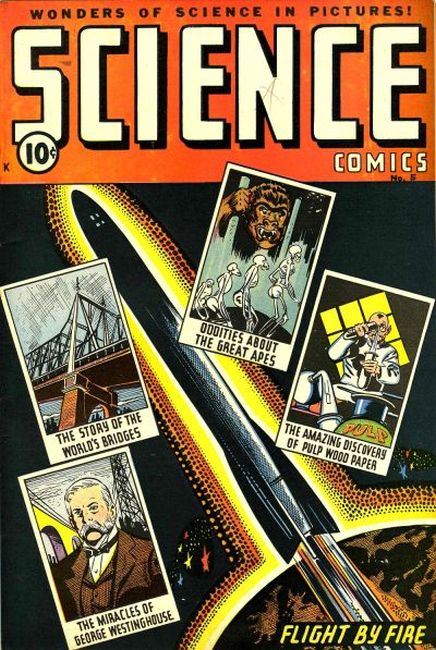 WONDERS OF SCIENCE IN PICTURES!
SCIENCE
10¢
COMICS
K
No. 5
ODDITIES ABOUT
THE GREAT APES
THE STORY OF THE
WORLD'S BRIDGES
PULP
THE AMAZING DISCOVERY
OF PULP WOOD PAPER
THE MIRACLES OF
GEORGE WESTINGHOUSE
FLIGHT BY FIRE